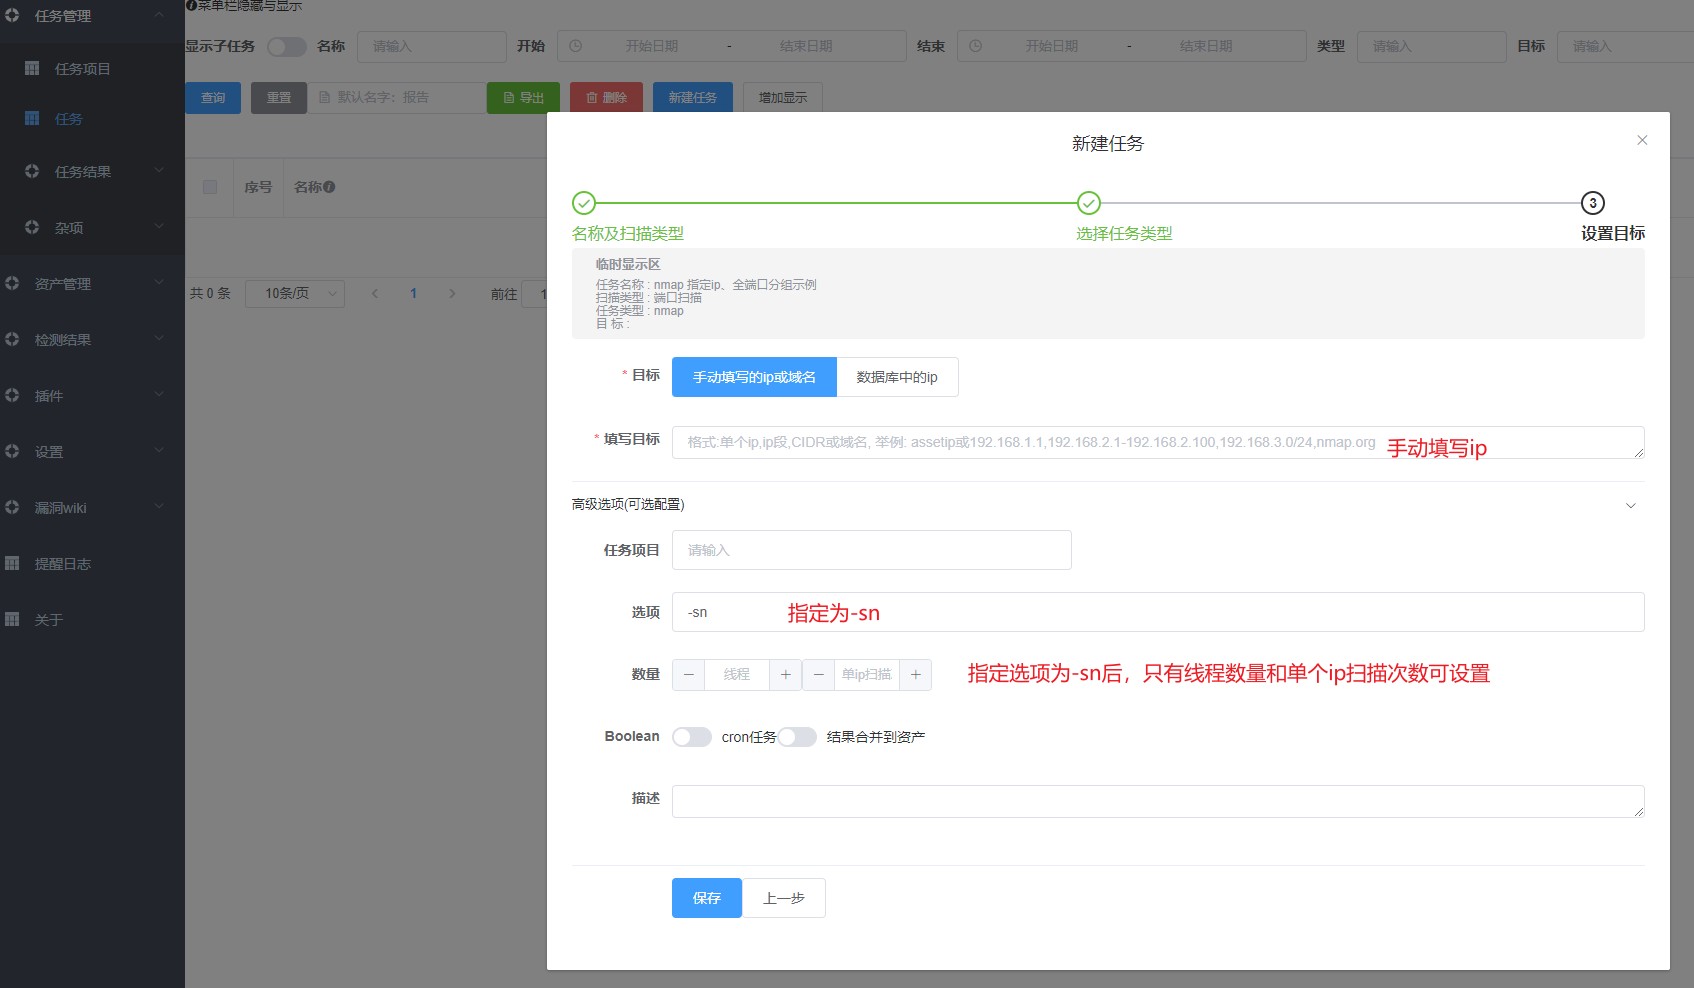 任务管理
任务项目
任务
任务结果
杂项
资产管理
检测结果
插件
设置
漏洞wiki
提醒日志
关于
菜单栏隐藏与显示
显示子任务 名称 请输入 开始 开始日期 - 结束日期 结束 开始日期 - 结束日期 类型 请输入 目标 请输入
查询 重置 默认名字：报告 导出 删除 新建任务 增加显示
序号 名称
共 0 条 10条/页 1 前往 1
新建任务
3
名称及扫描类型 选择任务类型 设置目标
临时显示区
任务名称 : nmap 指定ip、全端口分组示例
扫描类型 : 端口扫描
任务类型 : nmap
目 标 :
* 目标 手动填写的ip或域名 数据库中的ip
* 填写目标 格式:单个ip,ip段,CIDR或域名, 举例: assetip或192.168.1.1,192.168.2.1-192.168.2.100,192.168.3.0/24,nmap.org 手动填写ip
高级选项(可选配置)
任务项目 请输入
选项 -sn 指定为-sn
数量 − 线程 + − 单ip扫描 + 指定选项为-sn后，只有线程数量和单个ip扫描次数可设置
Boolean cron任务 结果合并到资产
描述
保存 上一步